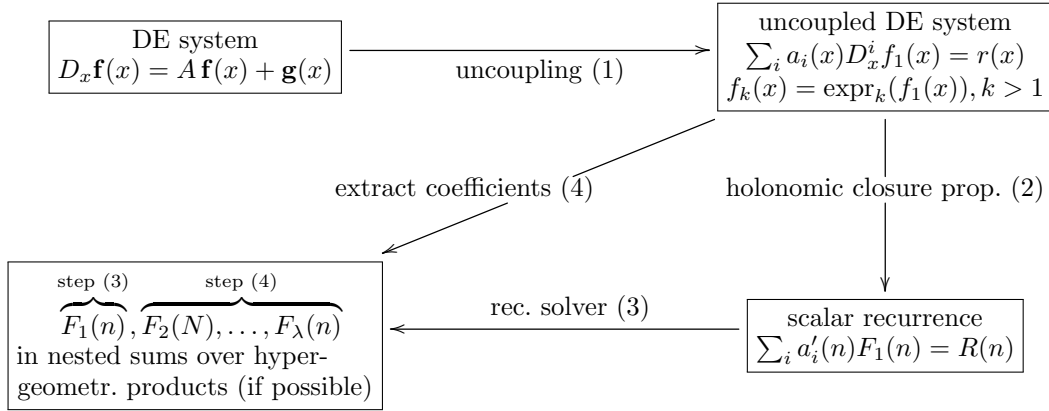 DE system
D_x f(x) = A f(x) + g(x)
uncoupling (1)
uncoupled DE system
∑_i a_i(x)D_x^i f_1(x) = r(x)
f_k(x) = expr_k(f_1(x)), k > 1
extract coefficients (4)
holonomic closure prop. (2)
step (3) step (4)
F_1(n), F_2(N), . . . , F_λ(n)
in nested sums over hyper-
geometr. products (if possible)
rec. solver (3)
scalar recurrence
∑_i a′_i(n)F_1(n) = R(n)